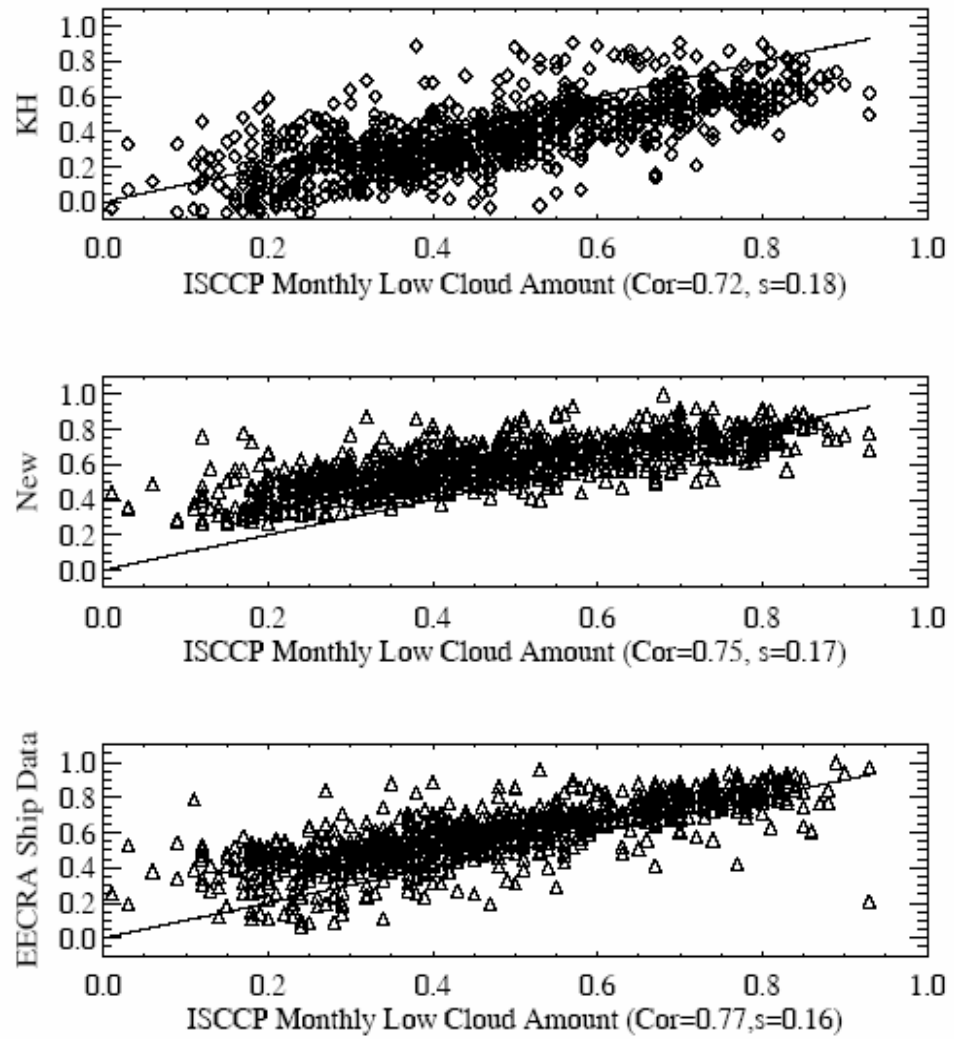 KH
1.0
0.8
0.6
0.4
0.2
0.0
0.0 0.2 0.4 0.6 0.8 1.0
ISCCP Monthly Low Cloud Amount (Cor=0.72, s=0.18)
New
1.0
0.8
0.6
0.4
0.2
0.0
0.0 0.2 0.4 0.6 0.8 1.0
ISCCP Monthly Low Cloud Amount (Cor=0.75, s=0.17)
EECRA Ship Data
1.0
0.8
0.6
0.4
0.2
0.0
0.0 0.2 0.4 0.6 0.8 1.0
ISCCP Monthly Low Cloud Amount (Cor=0.77,s=0.16)